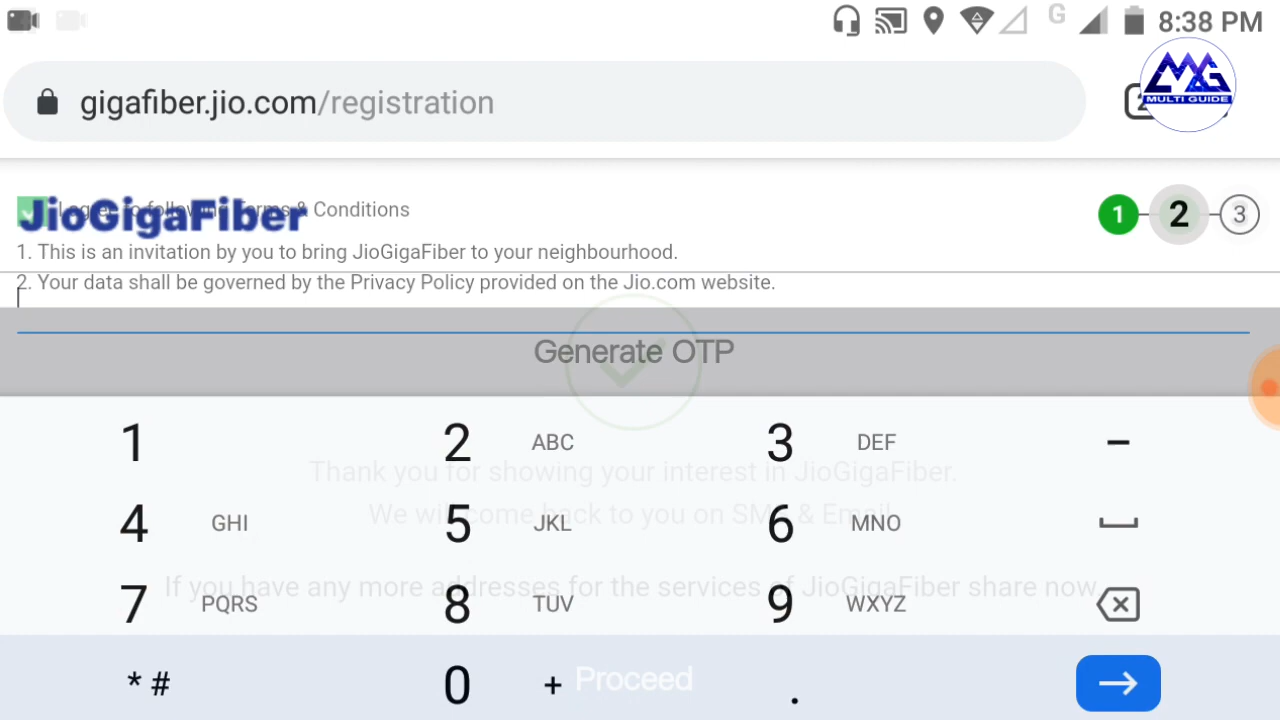 G 8:38 PM
gigafiber.jio.com/registration
MG
MULTI GUIDE
JioGigaFiber
Terms & Conditions
1 2 3
1. This is an invitation by you to bring JioGigaFiber to your neighbourhood.
2. Your data shall be governed by the Privacy Policy provided on the Jio.com website.
Generate OTP
1 2 ABC 3 DEF –
Thank you for showing your interest in JioGigaFiber.
We will come back to you on SMS & Email
4 GHI 5 JKL 6 MNO
If you have any more addresses for the services of JioGigaFiber share now
7 PQRS 8 TUV 9 WXYZ
* # 0 + .
Proceed